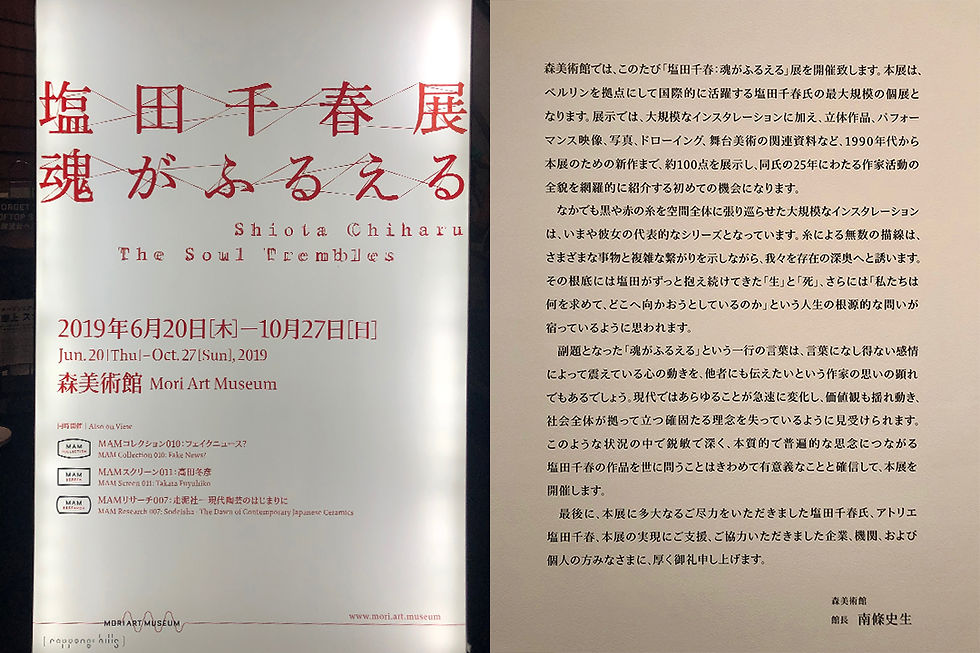 塩田千春展
魂がふるえる
Shiota Chiharu
The Soul Trembles
2019年6月20日[木]—10月27日[日]
Jun. 20[Thu]–Oct. 27[Sun], 2019
森美術館 Mori Art Museum
同時開催 | Also on View
MAM
COLLECTION
MAMコレクション010:フェイクニュース?
MAM Collection 010: Fake News?
MAM
SCREEN
MAMスクリーン011:高田冬彦
MAM Screen 011: Takata Fuyuhiko
MAM
RESEARCH
MAMリサーチ007:走泥社—現代陶芸のはじまりに
MAM Research 007: Sodeisha - The Dawn of Contemporary Japanese Ceramics
www.mori.art.museum
MORI ART MUSEUM
[roppongi hills]
森美術館では、このたび「塩田千春:魂がふるえる」展を開催致します。本展は、
ベルリンを拠点にして国際的に活躍する塩田千春氏の最大規模の個展と
なります。展示では、大規模なインスタレーションに加え、立体作品、パフォー
マンス映像、写真、ドローイング、舞台美術の関連資料など、1990年代から
本展のための新作まで、約100点を展示し、同氏の25年にわたる作家活動の
全貌を網羅的に紹介する初めての機会になります。
なかでも黒や赤の糸を空間全体に張り巡らせた大規模なインスタレーション
は、いまや彼女の代表的なシリーズとなっています。糸による無数の描線は、
さまざまな事物と複雑な繋がりを示しながら、我々を存在の深奥へと誘います。
その根底には塩田がずっと抱え続けてきた「生」と「死」、さらには「私たちは
何を求めて、どこへ向かおうとしているのか」という人生の根源的な問いが
宿っているように思われます。
副題となった「魂がふるえる」という一行の言葉は、言葉になし得ない感情
によって震えている心の動きを、他者にも伝えたいという作家の思いの顕れ
でもあるでしょう。現代ではあらゆることが急速に変化し、価値観も揺れ動き、
社会全体が拠って立つ確固たる理念を失っているように見受けられます。
このような状況の中で鋭敏で深く、本質的で普遍的な思念につながる
塩田千春の作品を世に問うことはきわめて有意義なことと確信して、本展を
開催します。
最後に、本展に多大なるご尽力をいただきました塩田千春氏、アトリエ
塩田千春、本展の実現にご支援、ご協力いただきました企業、機関、および
個人の方みなさまに、厚く御礼申し上げます。
森美術館
館長 南條史生